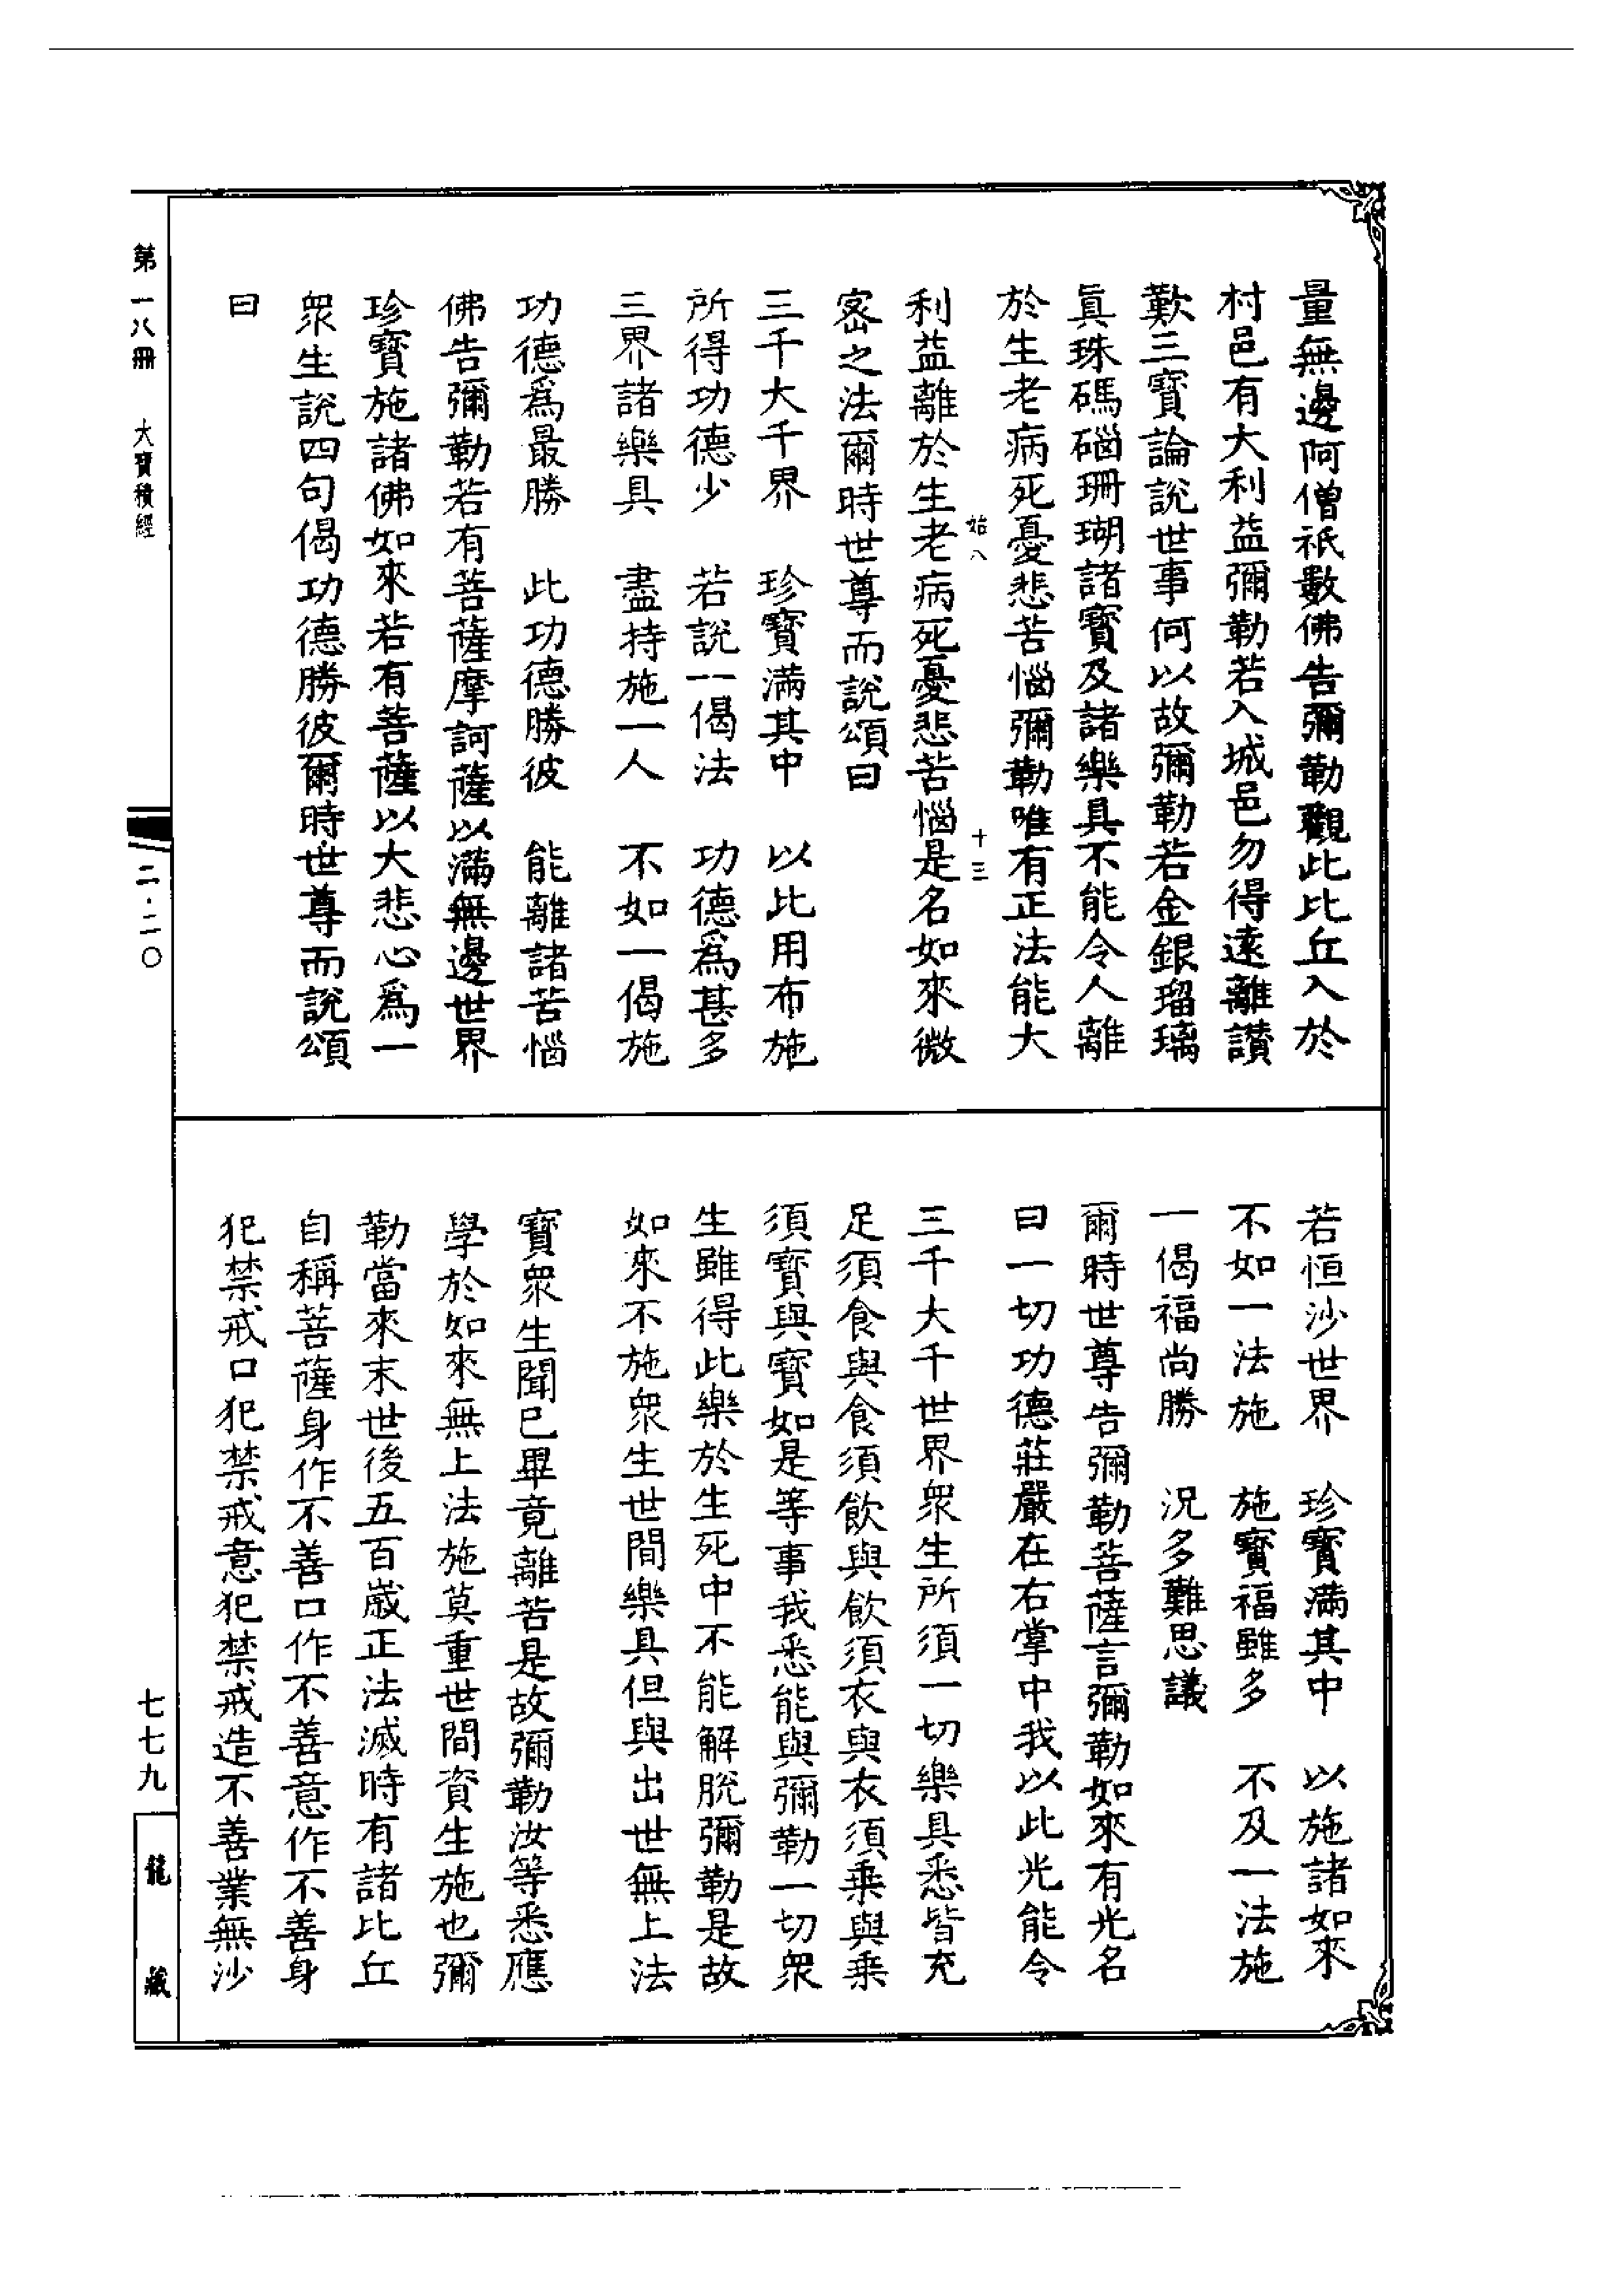 量無邊阿僧祇數佛告彌勒觀此比丘入於
村邑有大利益彌勒若入城邑勿得遠離讚
歎三寶論說世事何以故彌勒若金銀瑠璃
真珠碼碯珊瑚諸寶及諸樂具不能令人離
於生老病死憂悲苦惱彌勒唯有正法能大
始八 十三
利益離於生老病死憂悲苦惱是名如來微
密之法爾時世尊而說頌曰
三千大千界 珍寶滿其中 以比用布施
所得功德少 若說一偈法 功德爲甚多
三界諸樂具 盡持施一人 不如一偈施
功德爲最勝 此功德勝彼 能離諸苦惱
佛告彌勒若有菩薩摩訶薩以滿無邊世界
珍寶施諸佛如來若有菩薩以大悲心爲一
眾生說四句偈功德勝彼爾時世尊而說頌
曰
若恒沙世界 珍寶滿其中 以施諸如來
不如一法施 施寶福雖多 不及一法施
一偈福尚勝 況多難思議
爾時世尊告彌勒菩薩言彌勒如來有光名
曰一切功德莊嚴在右掌中我以此光能令
三千大千世界眾生所須一切樂具悉皆充
足須食與食須飲與飲須衣與衣須乗與乗
須寶與寶如是等事我悉能與彌勒一切眾
生雖得此樂於生死中不能解脫彌勒是故
如來不施眾生世間樂具但與出世無上法
寶眾生聞已畢竟離苦是故彌勒汝等悉應
學於如來無上法施莫重世間資生施也彌
勒當來末世後五百歲正法滅時有諸比丘
自稱菩薩身作不善口作不善意作不善身
犯禁戒口犯禁戒意犯禁戒造不善業無沙
第一八冊 大寶積經
二·二〇
七七九
龍藏